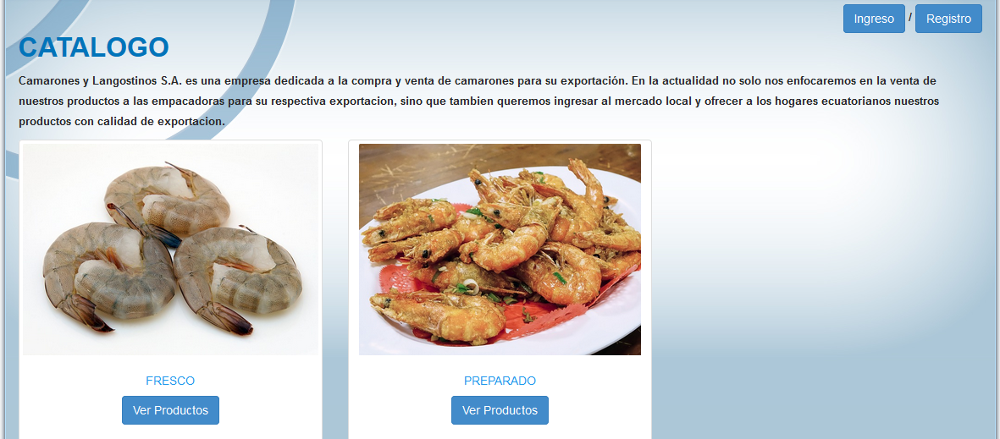 Ingreso / Registro
CATALOGO
Camarones y Langostinos S.A. es una empresa dedicada a la compra y venta de camarones para su exportación. En la actualidad no solo nos enfocaremos en la venta de
nuestros productos a las empacadoras para su respectiva exportacion, sino que tambien queremos ingresar al mercado local y ofrecer a los hogares ecuatorianos nuestros
productos con calidad de exportacion.
FRESCO
Ver Productos
PREPARADO
Ver Productos